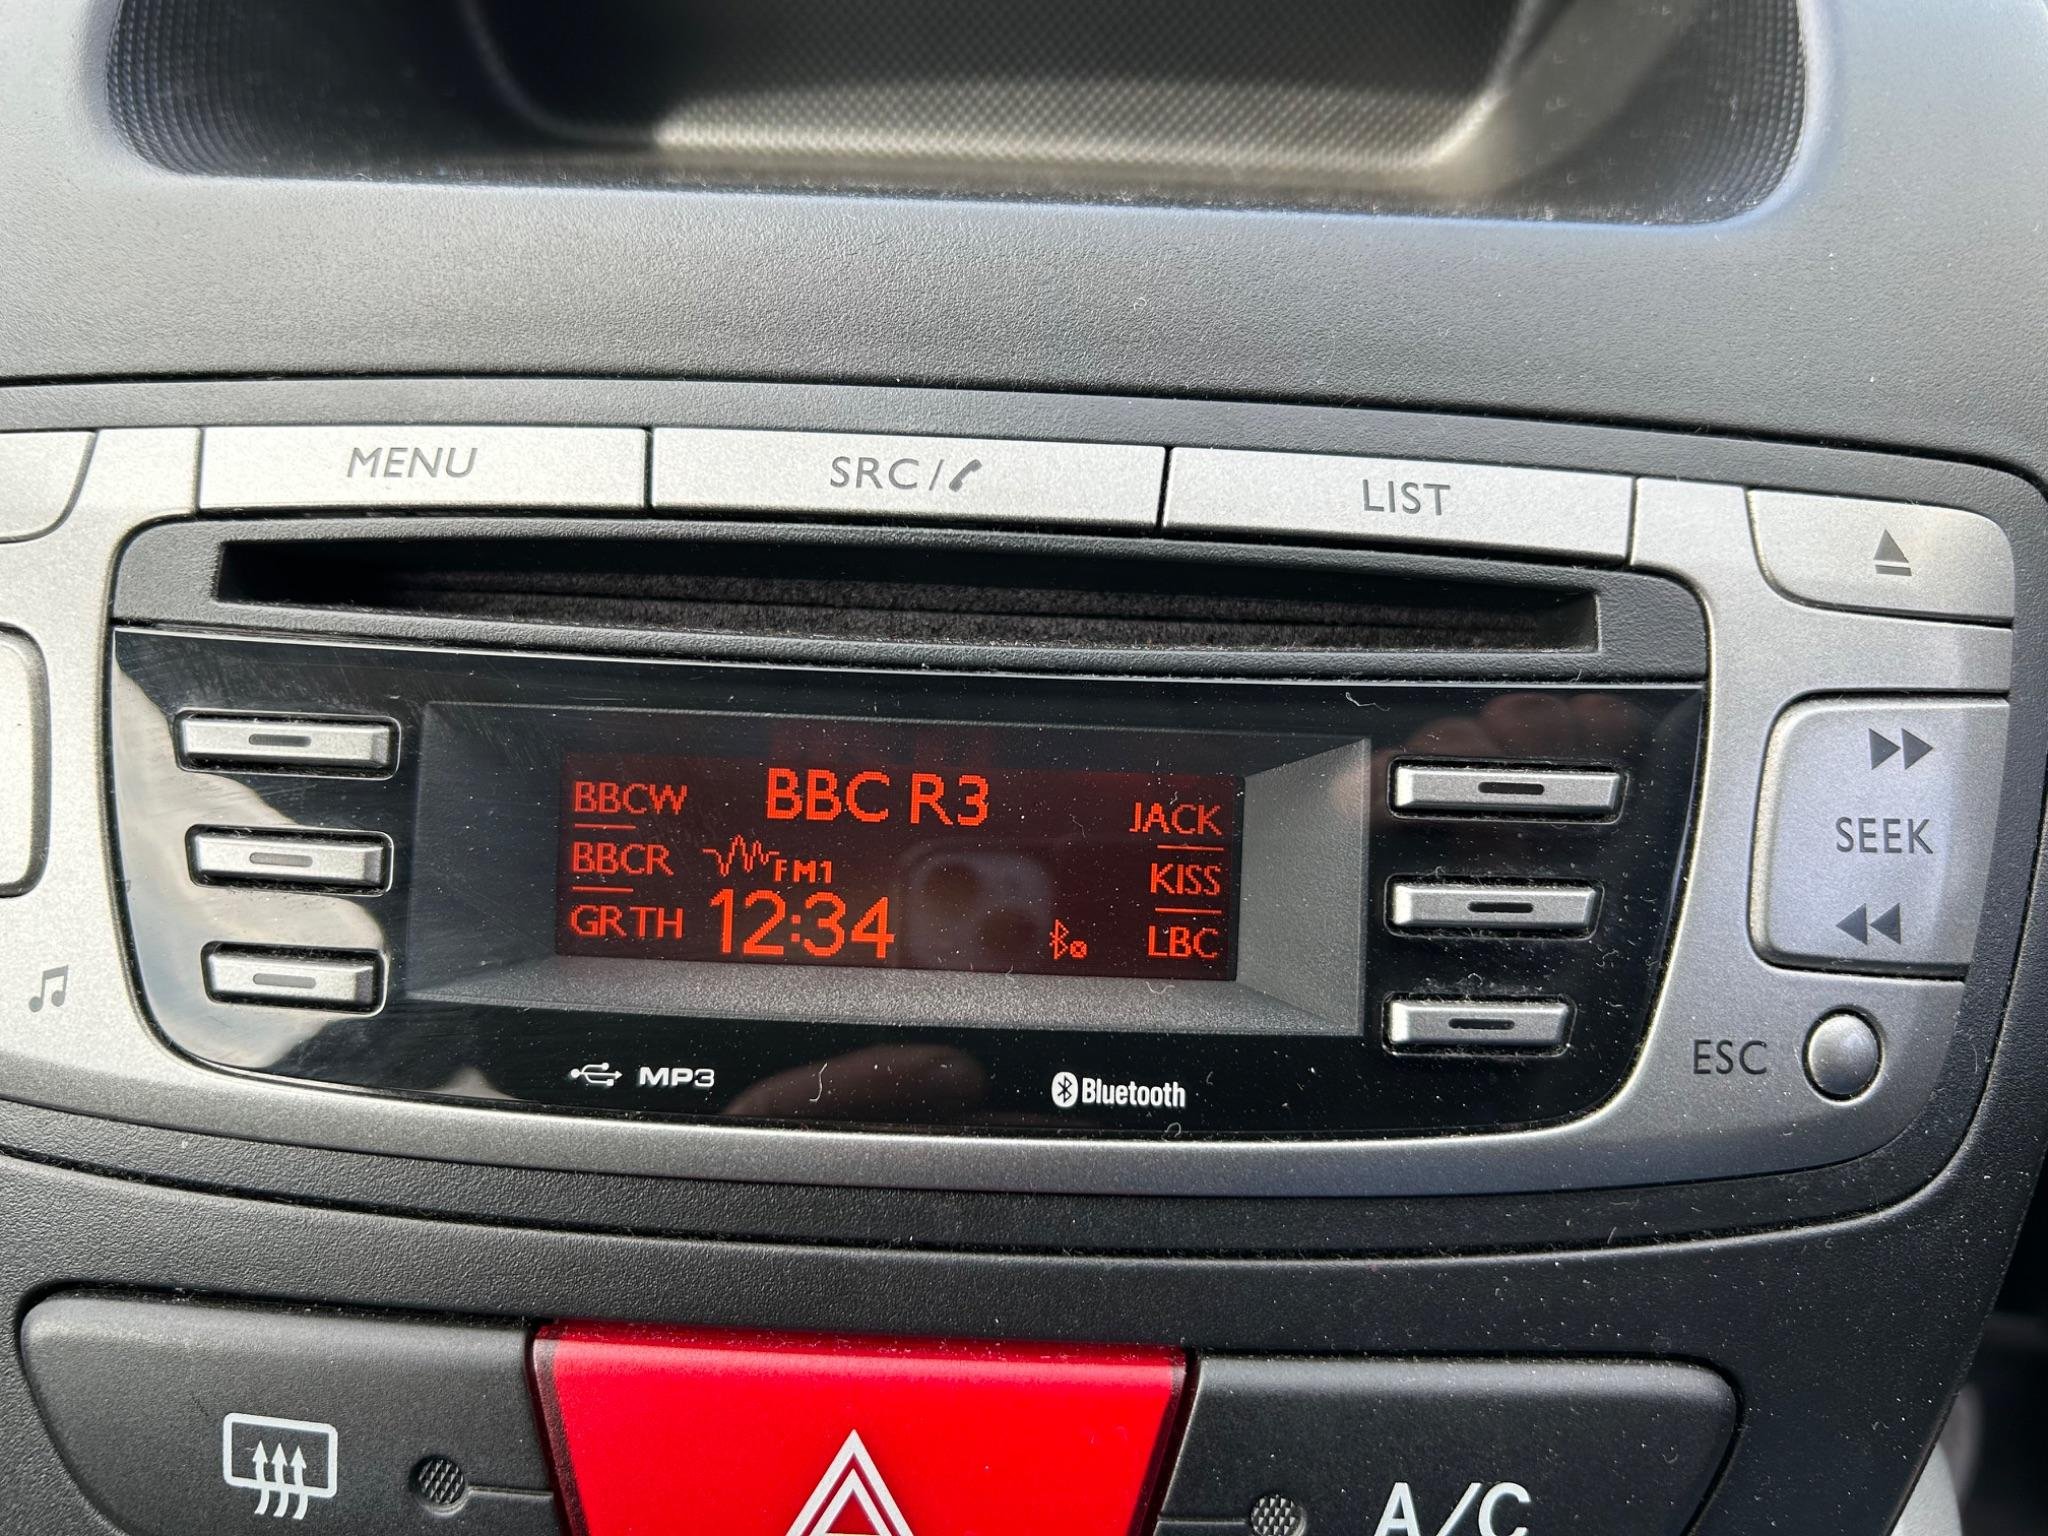 MENU
SRC/
LIST
BBCW
BBC R3
JACK
BBCR
FM1
KISS
GRTH
12:34
LBC
SEEK
MP3
Bluetooth
ESC
A/C